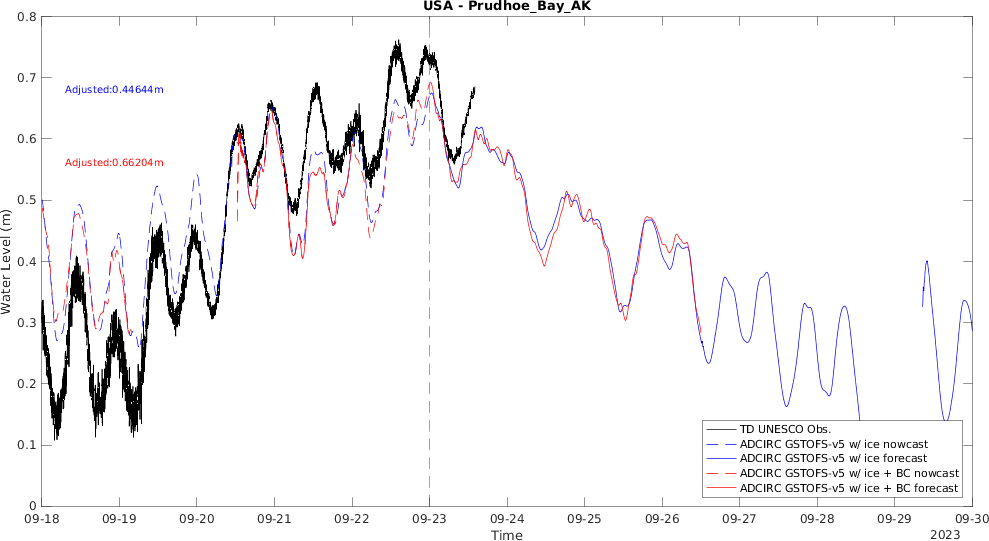 USA - Prudhoe_Bay_AK
0.8
0.7
0.6
0.5
0.4
0.3
0.2
0.1
0
Water Level (m)
Adjusted:0.44644m
Adjusted:0.66204m
TD UNESCO Obs.
ADCIRC GSTOFS-v5 w/ ice nowcast
ADCIRC GSTOFS-v5 w/ ice forecast
ADCIRC GSTOFS-v5 w/ ice + BC nowcast
ADCIRC GSTOFS-v5 w/ ice + BC forecast
09-18 09-19 09-20 09-21 09-22 09-23 09-24 09-25 09-26 09-27 09-28 09-29 09-30
Time
2023